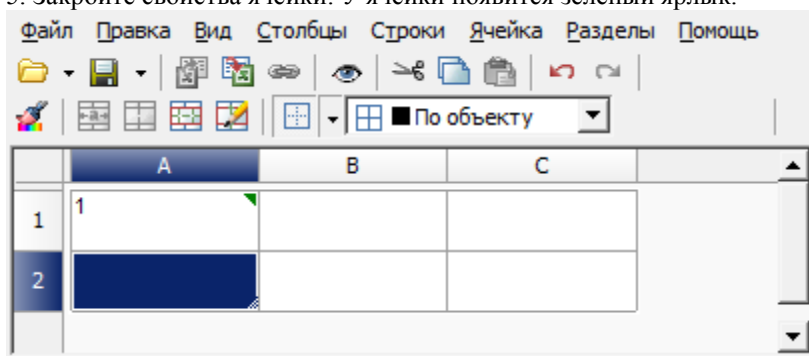 5. Закройте свойства ячейки. У ячейки появится зеленый ярлык.
Файл Правка Вид Столбцы Строки Ячейка Разделы Помощь
По объекту
A B C
1 1
2